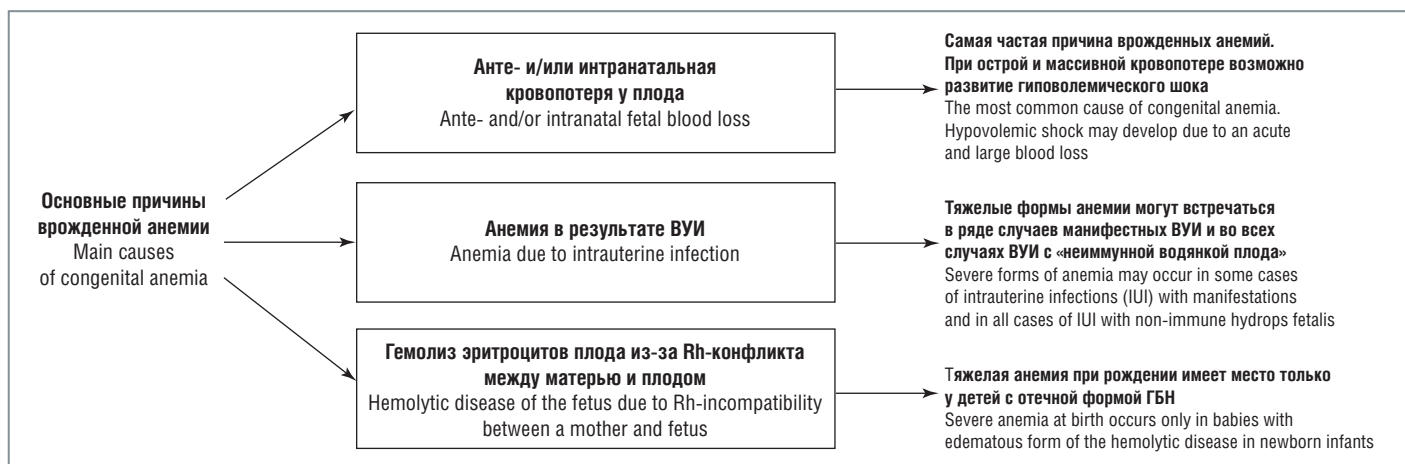 Основные причины
врожденной анемии
Main causes
of congenital anemia
Анте- и/или интранатальная
кровопотеря у плода
Ante- and/or intranatal fetal blood loss
Самая частая причина врожденных анемий.
При острой и массивной кровопотере возможно
развитие гиповолемического шока
The most common cause of congenital anemia.
Hypovolemic shock may develop due to an acute
and large blood loss
Анемия в результате ВУИ
Anemia due to intrauterine infection
Тяжелые формы анемии могут встречаться
в ряде случаев манифестных ВУИ и во всех
случаях ВУИ с «неиммунной водянкой плода»
Severe forms of anemia may occur in some cases
of intrauterine infections (IUI) with manifestations
and in all cases of IUI with non-immune hydrops fetalis
Гемолиз эритроцитов плода из-за Rh-конфликта
между матерью и плодом
Hemolytic disease of the fetus due to Rh-incompatibility
between a mother and fetus
Тяжелая анемия при рождении имеет место только
у детей с отечной формой ГБН
Severe anemia at birth occurs only in babies with
edematous form of the hemolytic disease in newborn infants